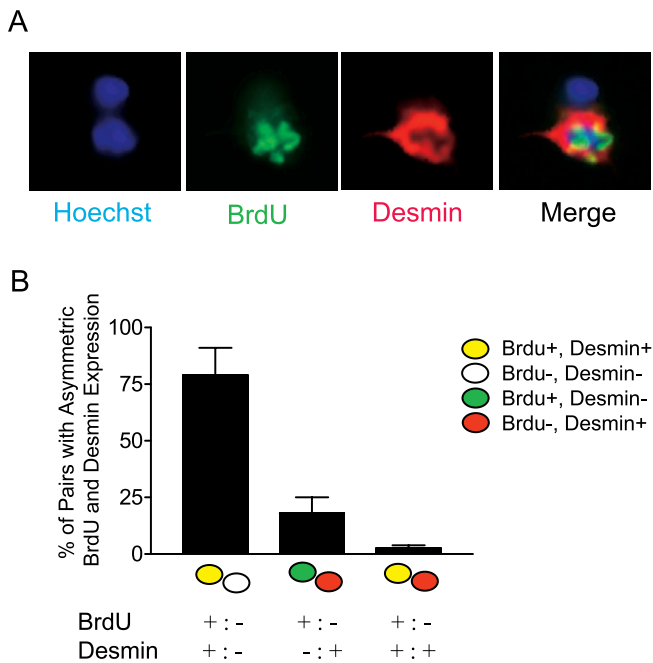 A
Hoechst
BrdU
Desmin
Merge
B
% of Pairs with Asymmetric
BrdU and Desmin Expression
100
75
50
25
0
Brdu+, Desmin+
Brdu-, Desmin-
Brdu+, Desmin-
Brdu-, Desmin+
BrdU + : - + : - + : -
Desmin + : - - : + + : +